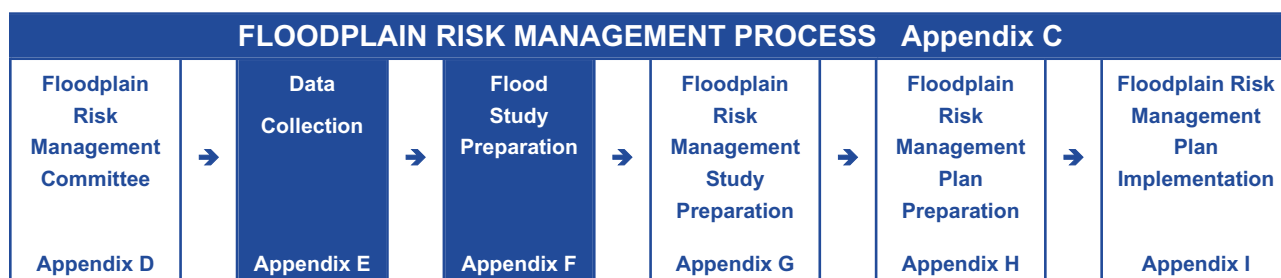 FLOODPLAIN RISK MANAGEMENT PROCESS Appendix C
Floodplain
Risk
Management
Committee
Appendix D
➔
Data
Collection
Appendix E
➔
Flood
Study
Preparation
Appendix F
➔
Floodplain
Risk
Management
Study
Preparation
Appendix G
➔
Floodplain
Risk
Management
Plan
Preparation
Appendix H
➔
Floodplain Risk
Management
Plan
Implementation
Appendix I